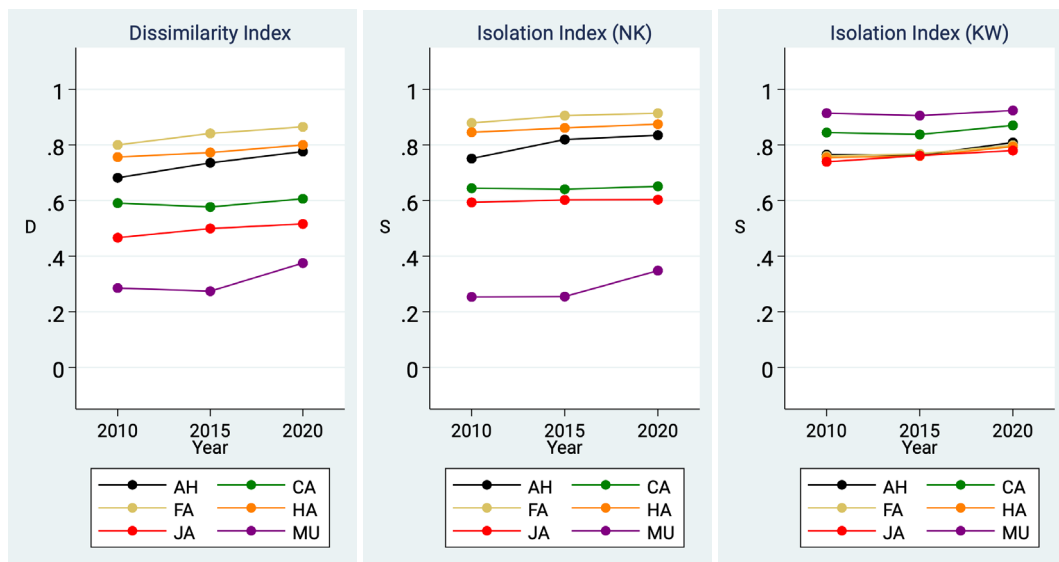 Dissimilarity Index
1
.8
.6
D
.4
.2
0
2010 2015 2020
Year
AH CA
FA HA
JA MU
Isolation Index (NK)
1
.8
.6
S
.4
.2
0
2010 2015 2020
Year
AH CA
FA HA
JA MU
Isolation Index (KW)
1
.8
.6
S
.4
.2
0
2010 2015 2020
Year
AH CA
FA HA
JA MU